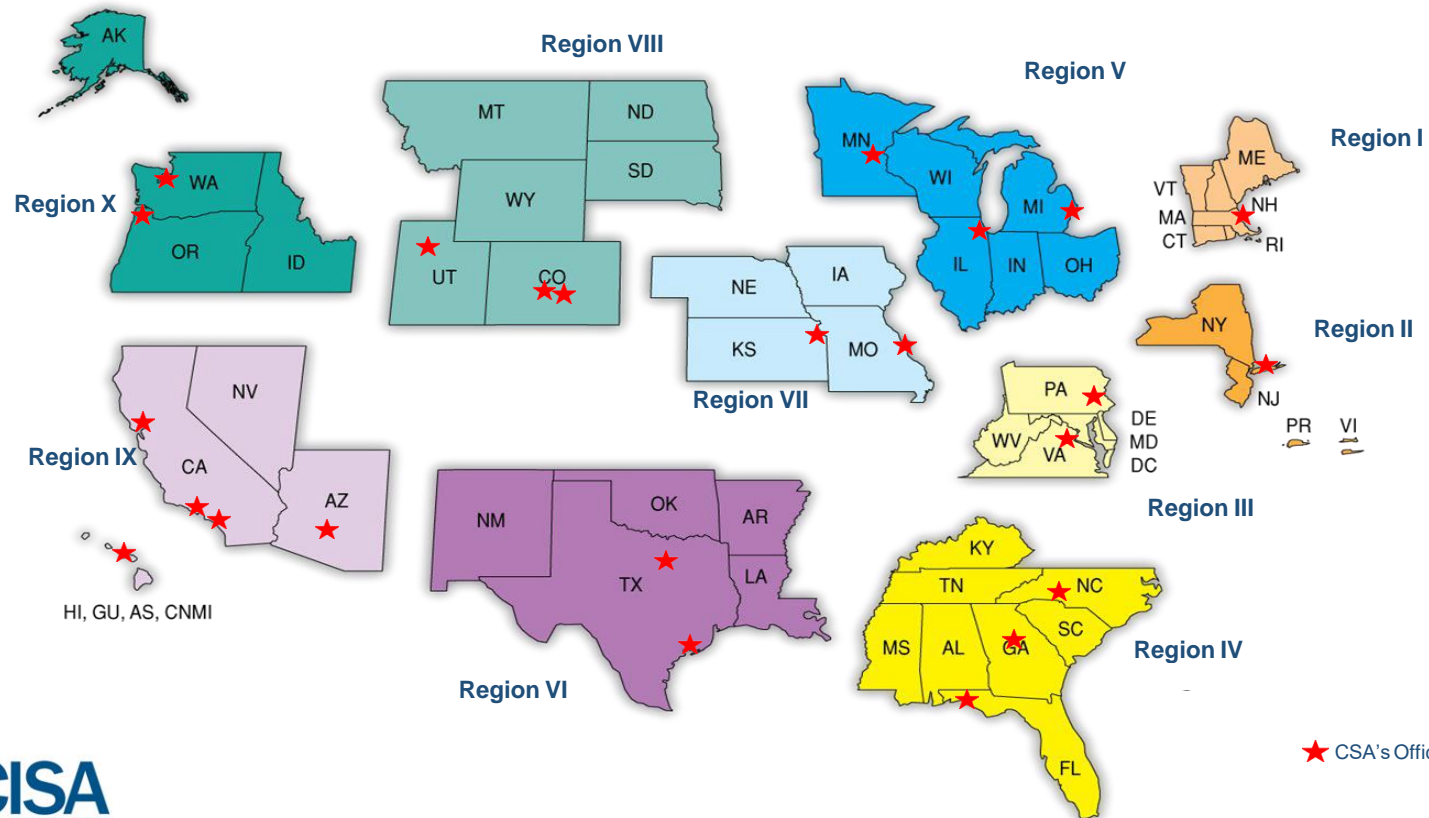 AK
Region VIII
Region V
MT
ND
Region I
MN
ME
WA
SD
WI
VT
Region X
WY
MI
NH
MA
CT
RI
OR
ID
UT
CO
IL
IN
OH
NE
IA
NY
Region II
KS
MO
NV
PA
Region VII
NJ
DE
PR
VI
WV
VA
MD
Region IX
CA
DC
AZ
OK
Region III
NM
AR
KY
TX
LA
TN
NC
HI, GU, AS, CNMI
SC
MS
AL
GA
Region IV
Region VI
CSA's Offic
FL
CISA